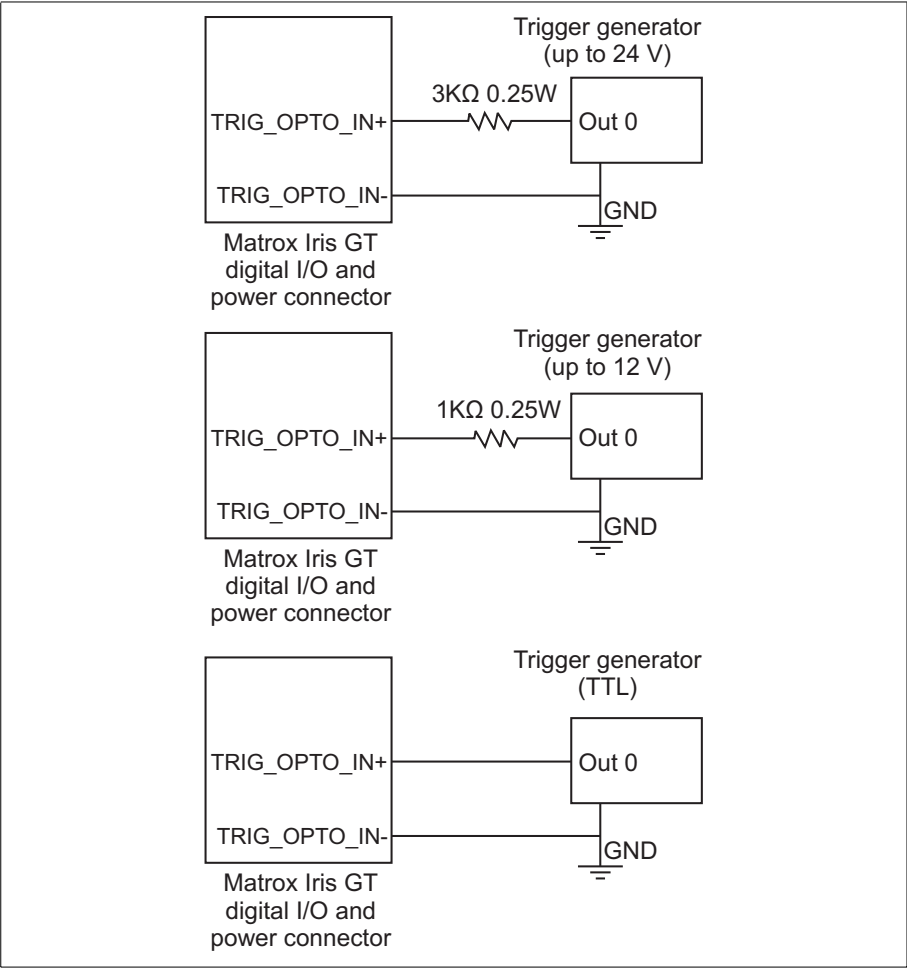 Trigger generator
(up to 24 V)
3KΩ 0.25W
TRIG_OPTO_IN+
Out 0
TRIG_OPTO_IN-
GND
Matrox Iris GT
digital I/O and
power connector
Trigger generator
(up to 12 V)
1KΩ 0.25W
TRIG_OPTO_IN+
Out 0
TRIG_OPTO_IN-
GND
Matrox Iris GT
digital I/O and
power connector
Trigger generator
(TTL)
TRIG_OPTO_IN+
Out 0
TRIG_OPTO_IN-
GND
Matrox Iris GT
digital I/O and
power connector